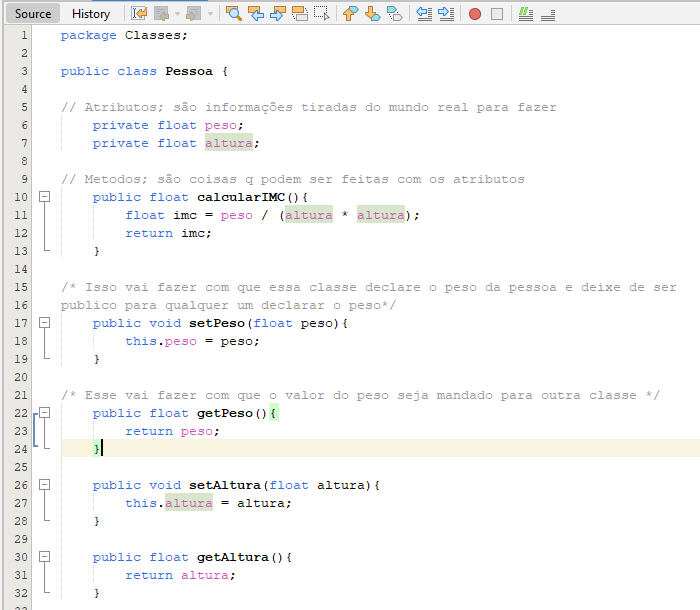 Source History
1 package Classes;
2
3 public class Pessoa {
4
5 // Atributos; são informações tiradas do mundo real para fazer
6 private float peso;
7 private float altura;
8
9 // Metodos; são coisas q podem ser feitas com os atributos
10 public float calcularIMC(){
11 float imc = peso / (altura * altura);
12 return imc;
13 }
14
15 /* Isso vai fazer com que essa classe declare o peso da pessoa e deixe de ser
16 publico para qualquer um declarar o peso*/
17 public void setPeso(float peso){
18 this.peso = peso;
19 }
20
21 /* Esse vai fazer com que o valor do peso seja mandado para outra classe */
22 public float getPeso(){
23 return peso;
24 }
25
26 public void setAltura(float altura){
27 this.altura = altura;
28 }
29
30 public float getAltura(){
31 return altura;
32 }